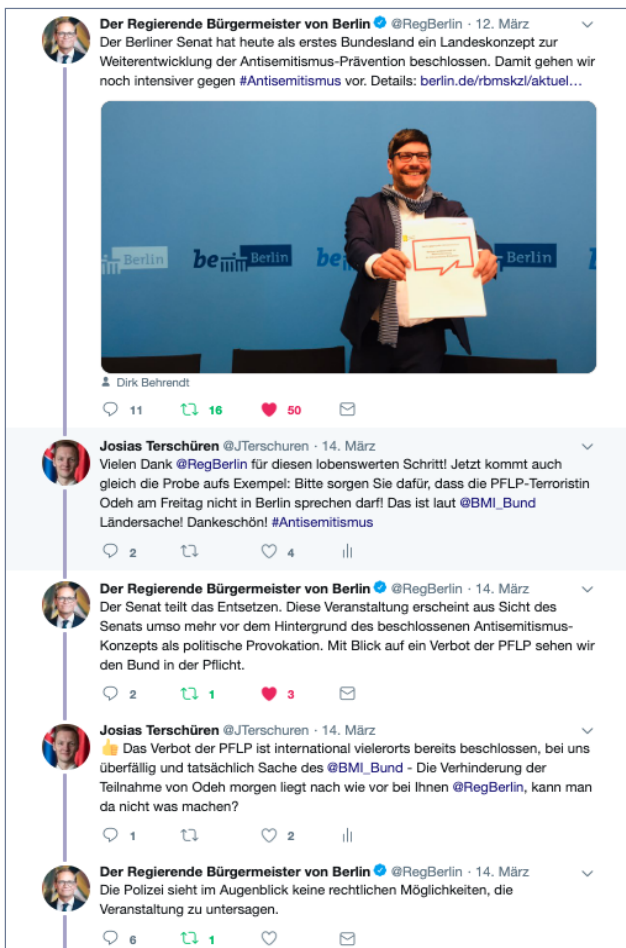 Der Regierende Bürgermeister von Berlin @RegBerlin · 12. März
Der Berliner Senat hat heute als erstes Bundesland ein Landeskonzept zur
Weiterentwicklung der Antisemitismus-Prävention beschlossen. Damit gehen wir
noch intensiver gegen #Antisemitismus vor. Details: berlin.de/rbmskzl/aktuel…
Berlin be Berlin be Berlin
Dirk Behrendt
11 16 50
Josias Terschüren @JTerschuren · 14. März
Vielen Dank @RegBerlin für diesen lobenswerten Schritt! Jetzt kommt auch
gleich die Probe aufs Exempel: Bitte sorgen Sie dafür, dass die PFLP-Terroristin
Odeh am Freitag nicht in Berlin sprechen darf! Das ist laut @BMI_Bund
Ländersache! Dankeschön! #Antisemitismus
2 4
Der Regierende Bürgermeister von Berlin @RegBerlin · 14. März
Der Senat teilt das Entsetzen. Diese Veranstaltung erscheint aus Sicht des
Senats umso mehr vor dem Hintergrund des beschlossenen Antisemitismus-
Konzepts als politische Provokation. Mit Blick auf ein Verbot der PFLP sehen wir
den Bund in der Pflicht.
2 1 3
Josias Terschüren @JTerschuren · 14. März
👍 Das Verbot der PFLP ist international vielerorts bereits beschlossen, bei uns
überfällig und tatsächlich Sache des @BMI_Bund - Die Verhinderung der
Teilnahme von Odeh morgen liegt nach wie vor bei Ihnen @RegBerlin, kann man
da nicht was machen?
1 2
Der Regierende Bürgermeister von Berlin @RegBerlin · 14. März
Die Polizei sieht im Augenblick keine rechtlichen Möglichkeiten, die
Veranstaltung zu untersagen.
6 1